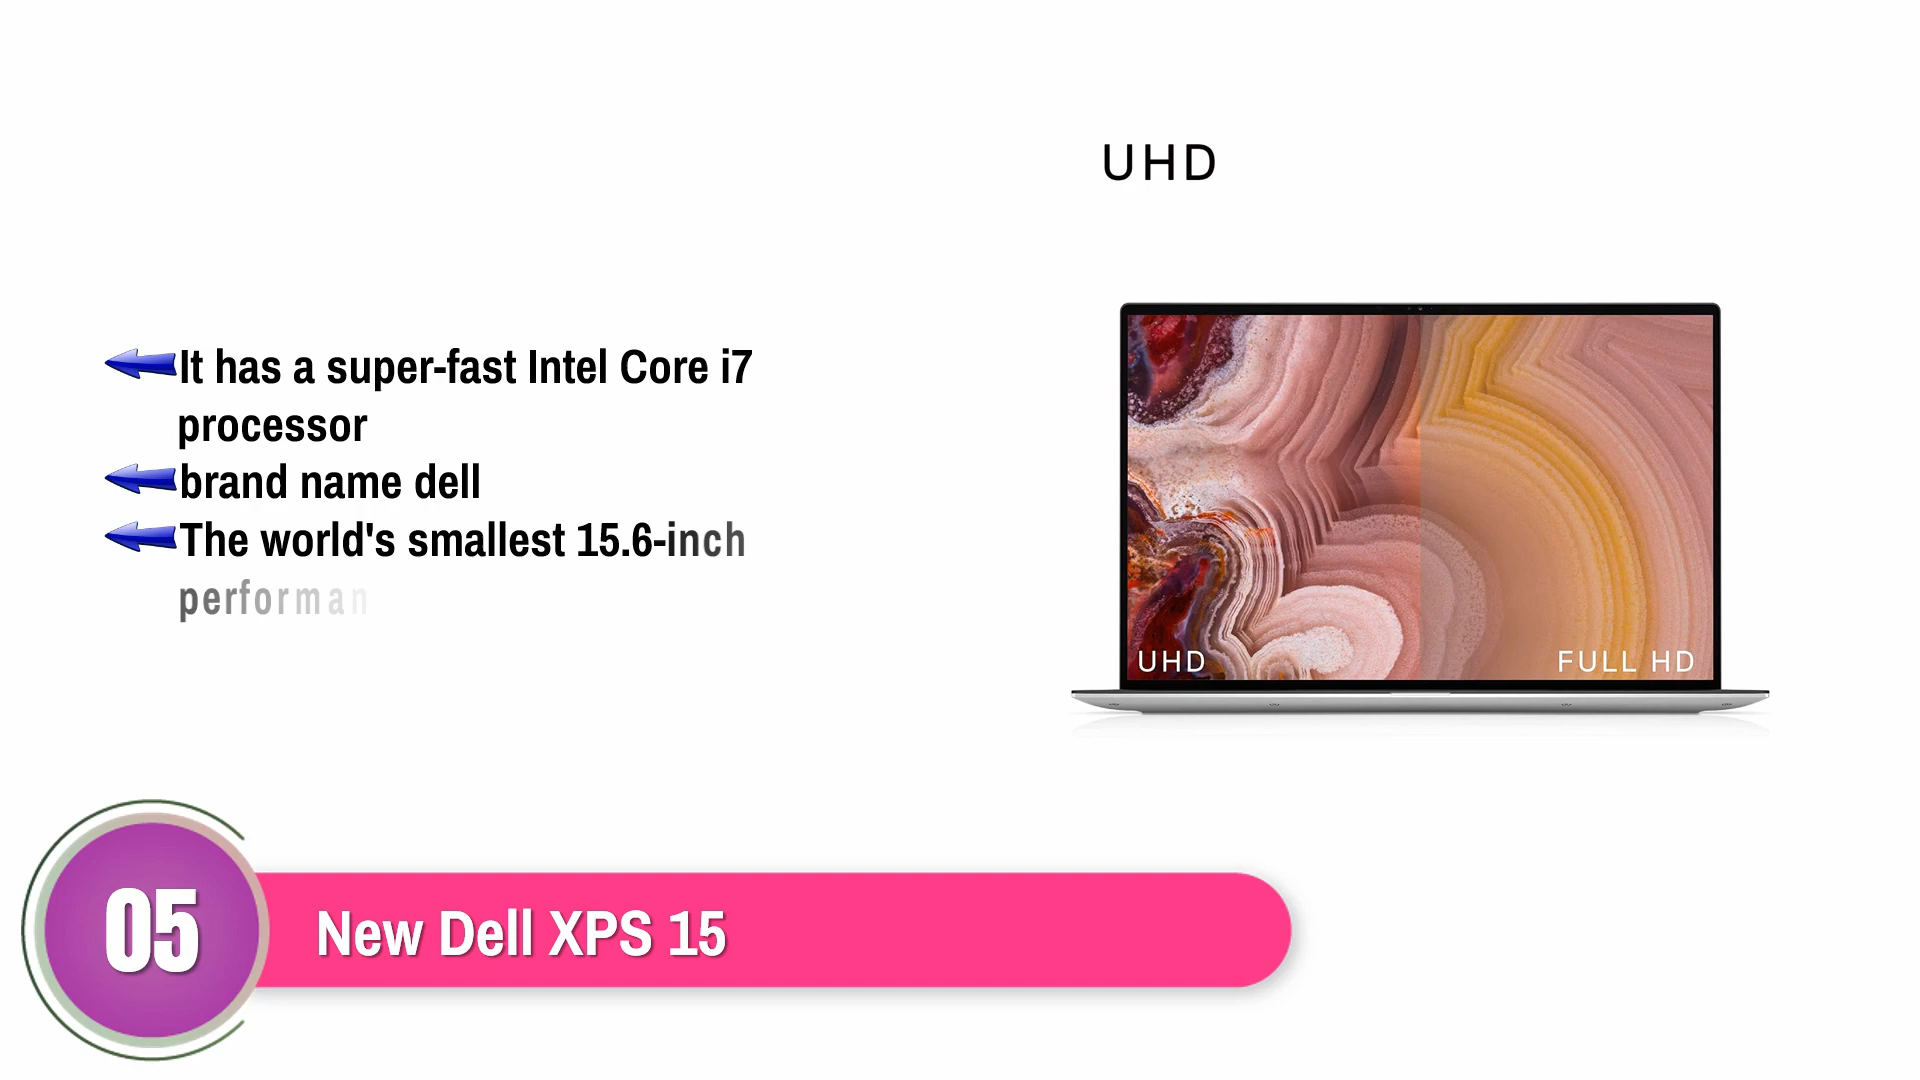 UHD
It has a super-fast Intel Core i7
processor
brand name dell
The world's smallest 15.6-inch
performan
UHD
FULL HD
05
New Dell XPS 15